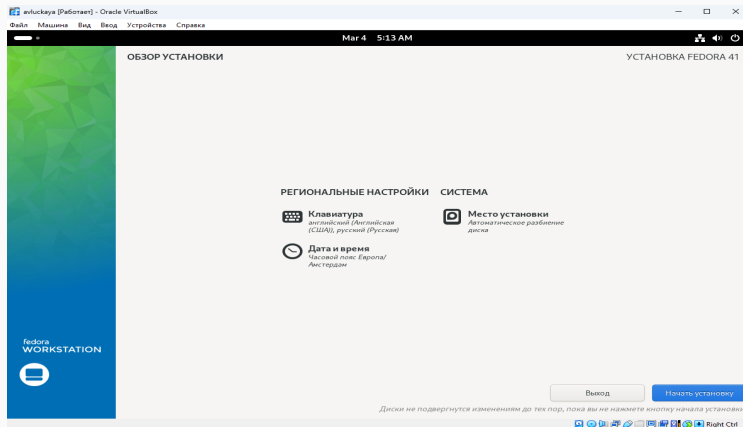 avluckaya [Работает] - Oracle VirtualBox
Файл Машина Вид Ввод Устройства Справка
Mar 4 5:13 AM
ОБЗОР УСТАНОВКИ
УСТАНОВКА FEDORA 41
РЕГИОНАЛЬНЫЕ НАСТРОЙКИ
СИСТЕМА
Клавиатура
английский (Английская
(США)), русский (Русская)
Место установки
Автоматическое разбиение
диска
Дата и время
Часовой пояс Европа/
Амстердам
fedora
WORKSTATION
Выход
Начать установку
Диски не подвергнутся изменениям до тех пор, пока вы не нажмете кнопку начала установки
Right Ctrl